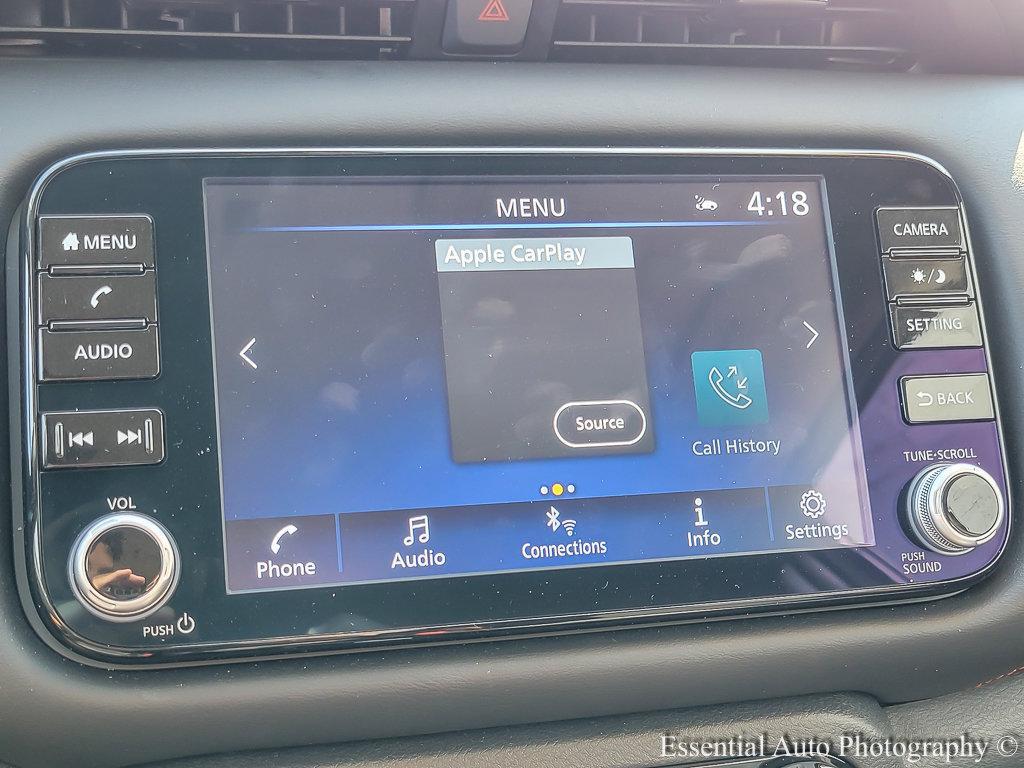 MENU
4:18
Apple CarPlay
Source
Call History
Phone
Audio
Connections
Info
Settings
MENU
AUDIO
VOL
PUSH
CAMERA
SETTING
BACK
TUNE•SCROLL
PUSH
SOUND
Essential Auto Photography ©